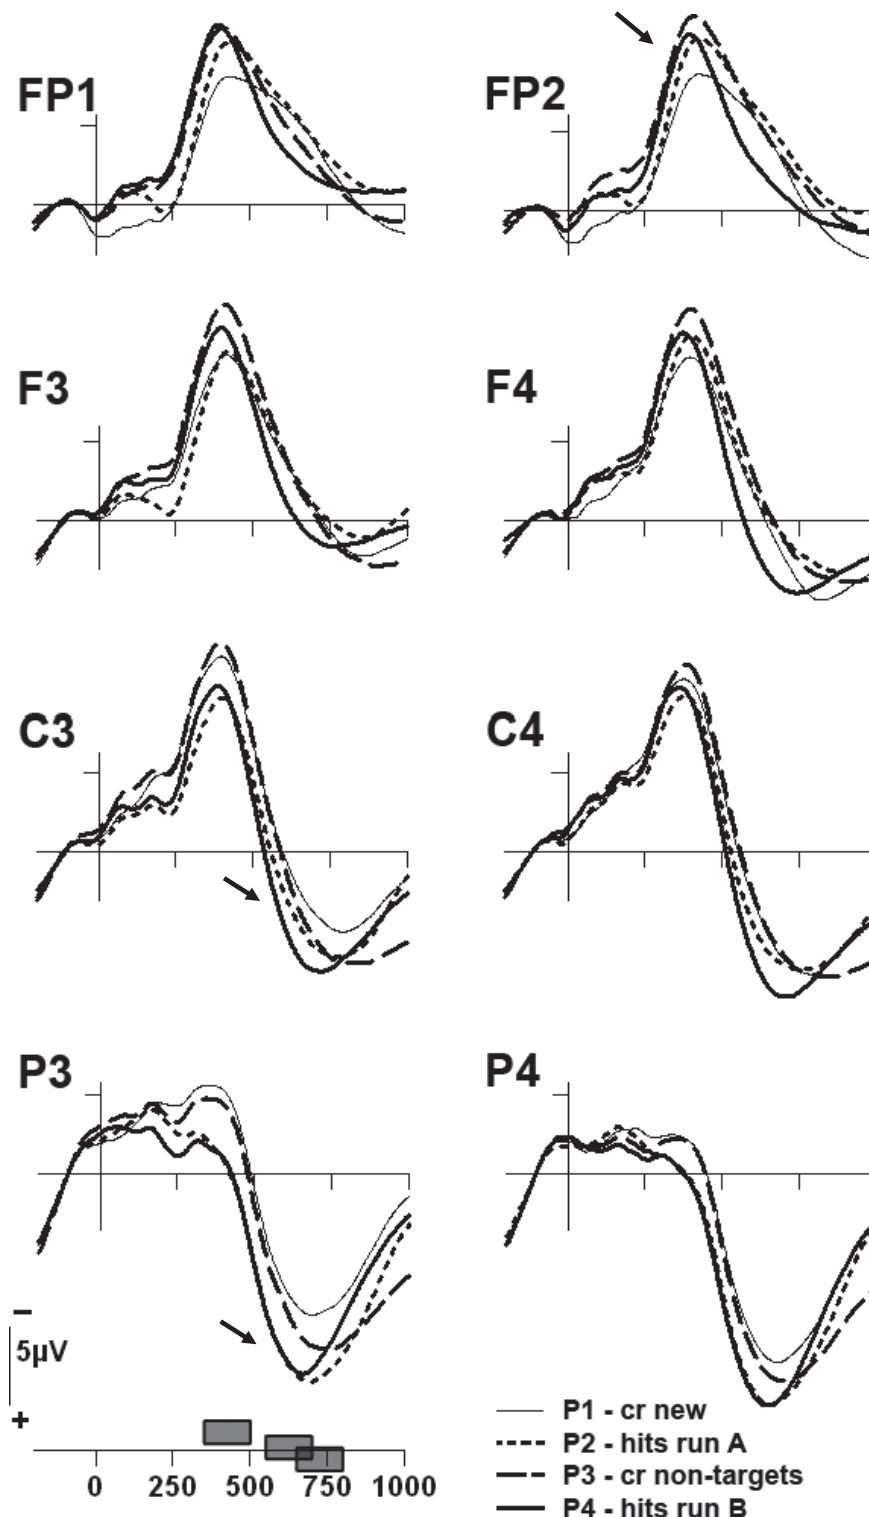 FP1
FP2
F3
F4
C3
C4
P3
P4
–
5µV
+
0 250 500 750 1000
P1 - cr new
P2 - hits run A
P3 - cr non-targets
P4 - hits run B